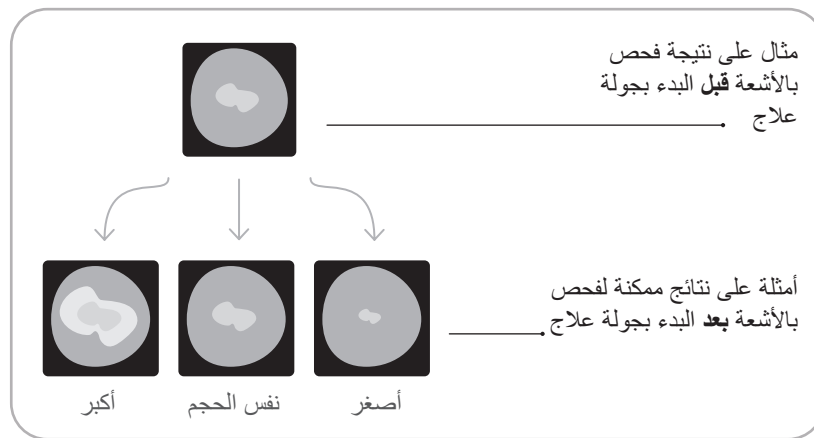 مثال على نتيجة فحص
بالأشعة قبل البدء بجولة
علاج
أمثلة على نتائج ممكنة لفحص
بالأشعة بعد البدء بجولة علاج
أصغر
نفس الحجم
أكبر